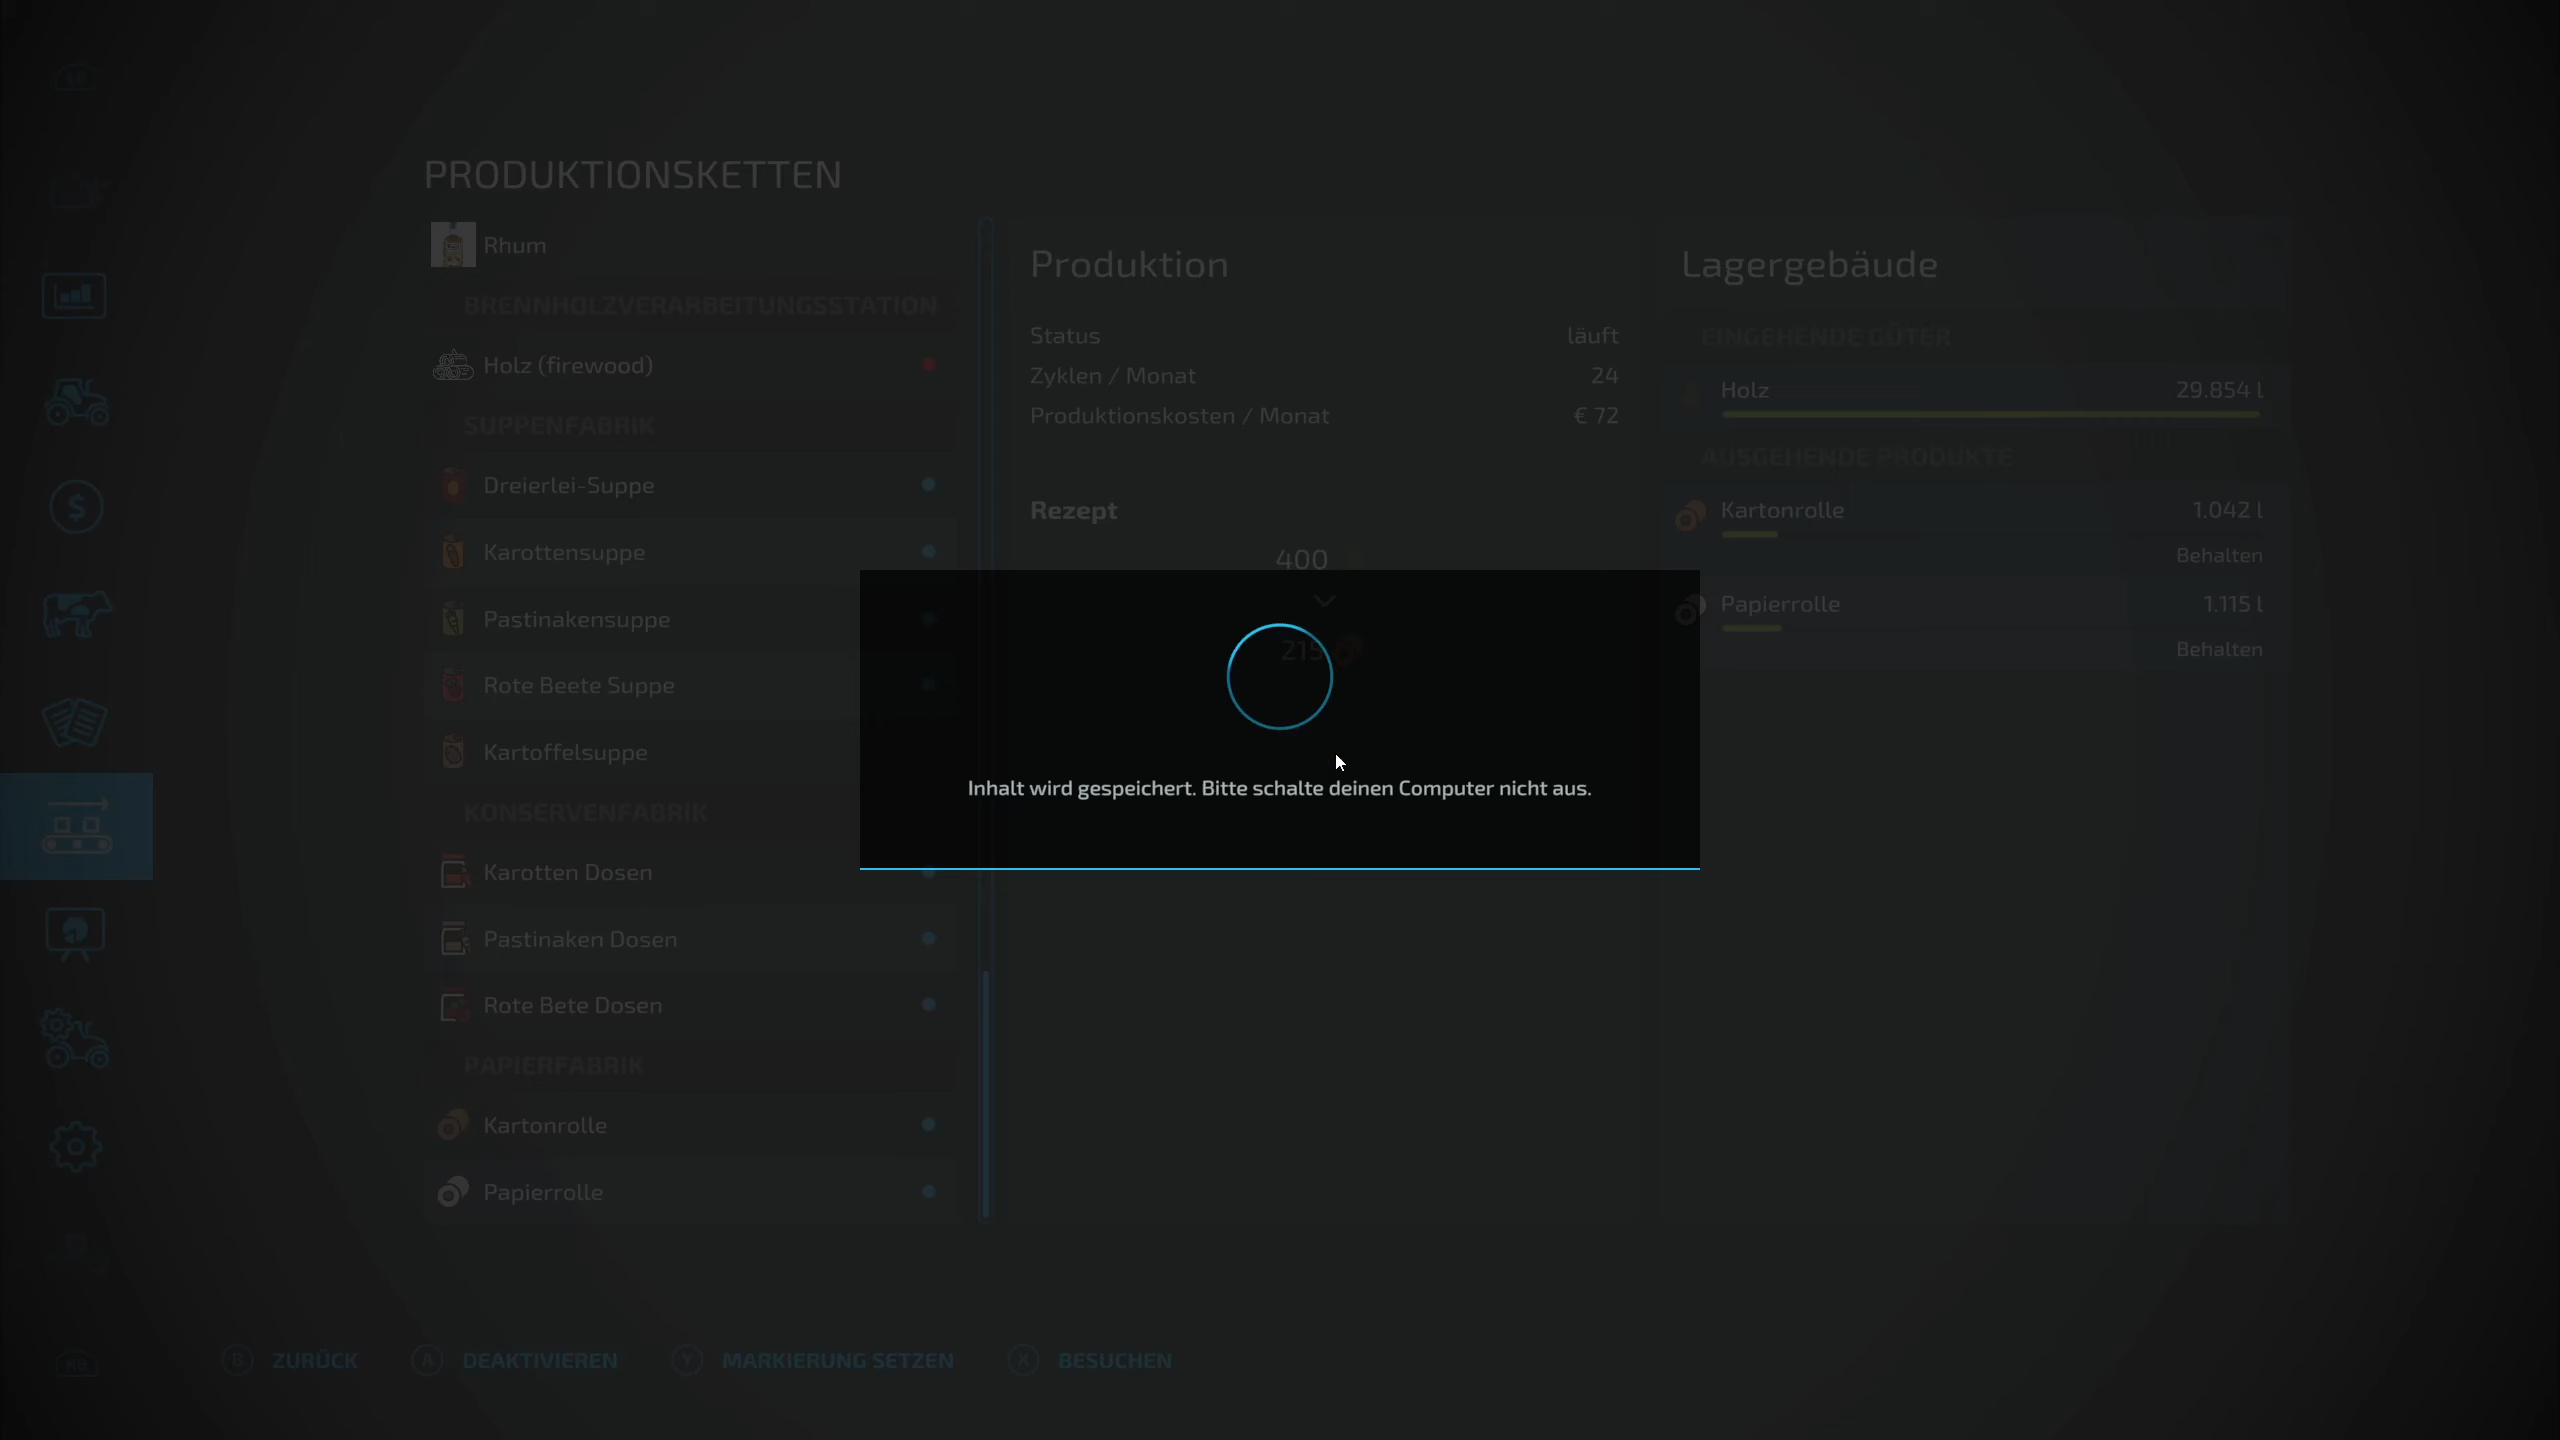 PRODUKTIONSKETTEN
Rhum
BRENNHOLZVERARBEITUNGSSTATION
Holz (firewood)
SUPPENFABRIK
Dreierlei-Suppe
Karottensuppe
Pastinakensuppe
Rote Beete Suppe
Kartoffelsuppe
KONSERVENFABRIK
Karotten Dosen
Pastinaken Dosen
Rote Bete Dosen
PAPIERFABRIK
Kartonrolle
Papierrolle
Produktion
Status läuft
Zyklen / Monat 24
Produktionskosten / Monat € 72
Rezept
400
215
Lagergebäude
EINGEHENDE GÜTER
Holz 29.854 l
AUSGEHENDE PRODUKTE
Kartonrolle 1.042 l
Behalten
Papierrolle 1.115 l
Behalten
Inhalt wird gespeichert. Bitte schalte deinen Computer nicht aus.
B ZURÜCK A DEAKTIVIEREN Y MARKIERUNG SETZEN X BESUCHEN